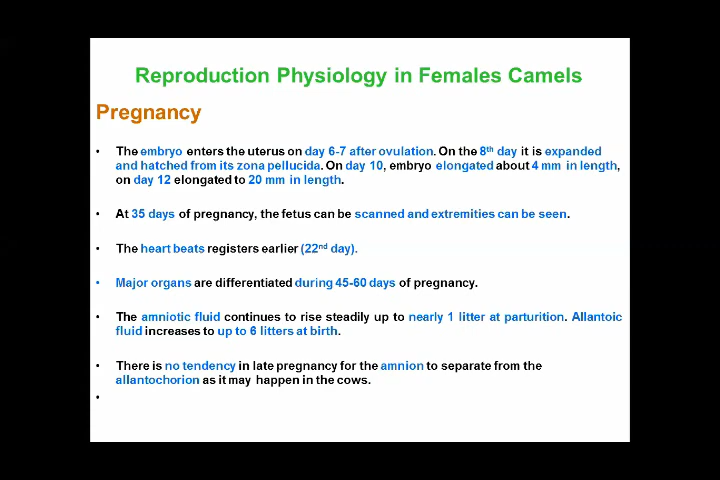 Reproduction Physiology in Females Camels
Pregnancy
• The embryo enters the uterus on day 6-7 after ovulation. On the 8th day it is expanded
and hatched from its zona pellucida. On day 10, embryo elongated about 4 mm in length,
on day 12 elongated to 20 mm in length.
• At 35 days of pregnancy, the fetus can be scanned and extremities can be seen.
• The heart beats registers earlier (22nd day).
• Major organs are differentiated during 45-60 days of pregnancy.
• The amniotic fluid continues to rise steadily up to nearly 1 litter at parturition. Allantoic
fluid increases to up to 6 litters at birth.
• There is no tendency in late pregnancy for the amnion to separate from the
allantochorion as it may happen in the cows.
•